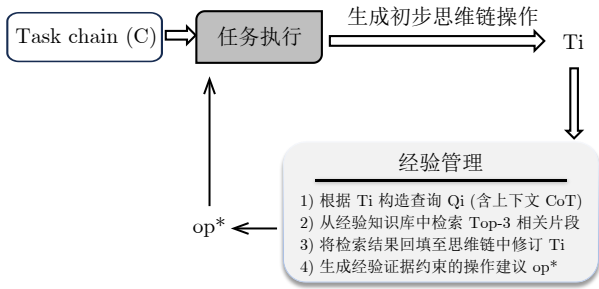 生成初步思维链操作
Task chain (C)
任务执行
Ti
经验管理
1) 根据 Ti 构造查询 Qi (含上下文 CoT)
2) 从经验知识库中检索 Top-3 相关片段
3) 将检索结果回填至思维链中修订 Ti
4) 生成经验证据约束的操作建议 op*
op*